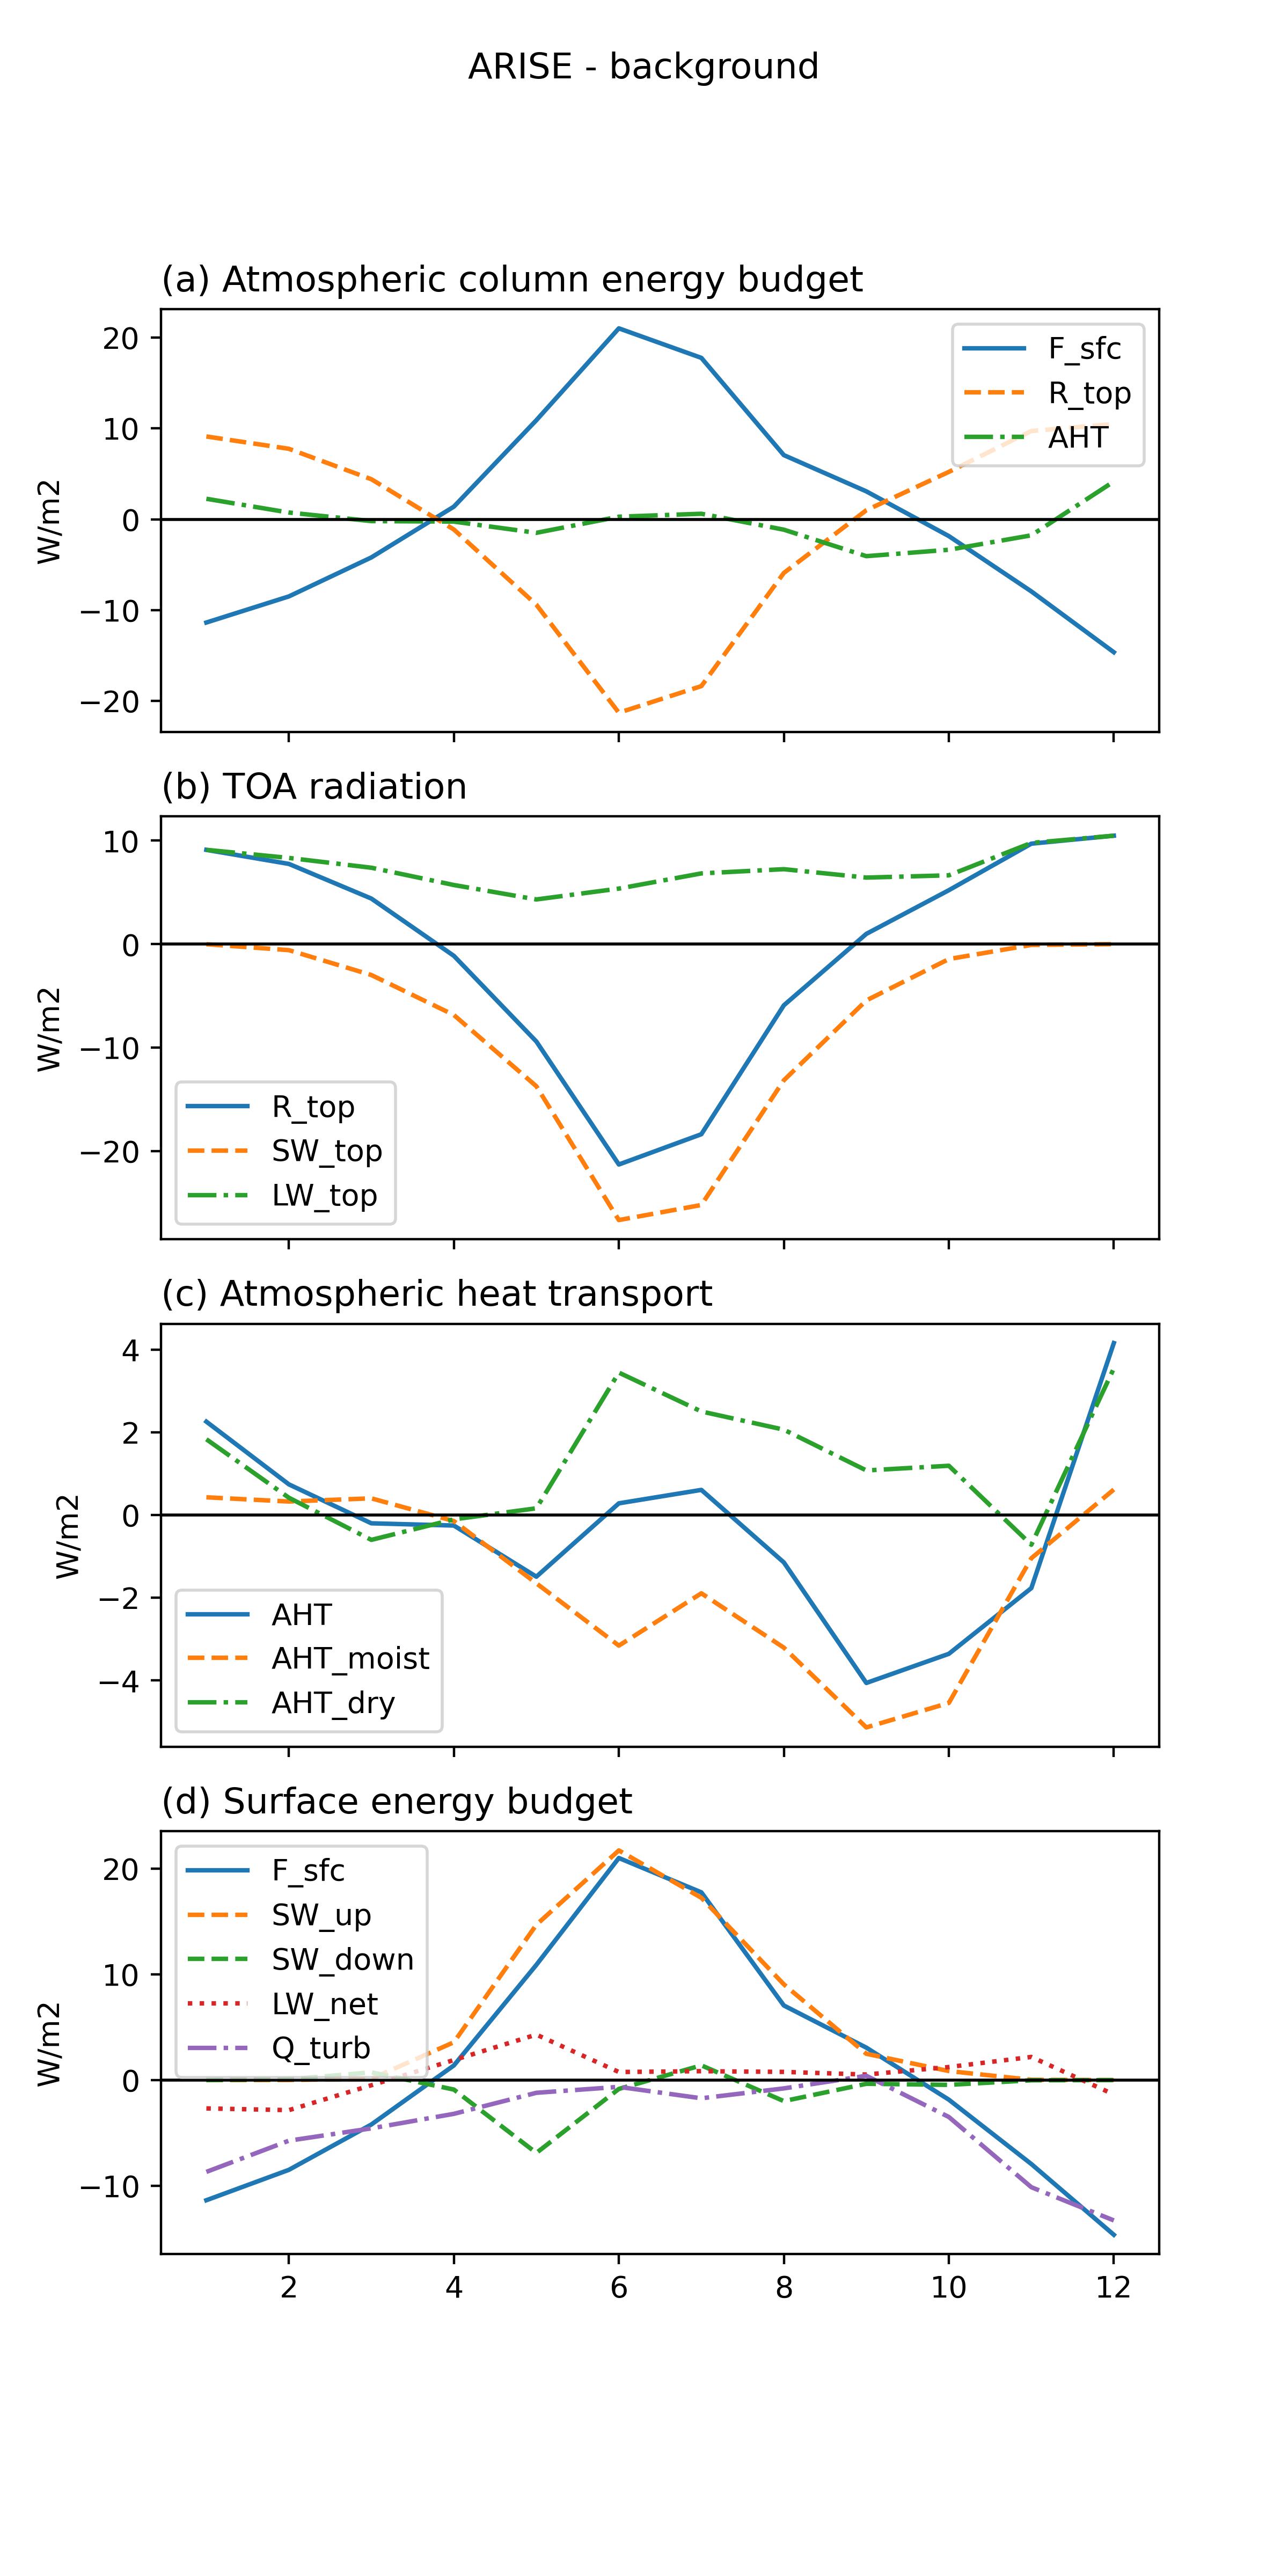 ARISE - background
(a) Atmospheric column energy budget
20
10
0
−10
−20
W/m2
F_sfc
R_top
AHT
(b) TOA radiation
10
0
−10
−20
W/m2
R_top
SW_top
LW_top
(c) Atmospheric heat transport
4
2
0
−2
−4
W/m2
AHT
AHT_moist
AHT_dry
(d) Surface energy budget
20
10
0
−10
W/m2
F_sfc
SW_up
SW_down
LW_net
Q_turb
2 4 6 8 10 12